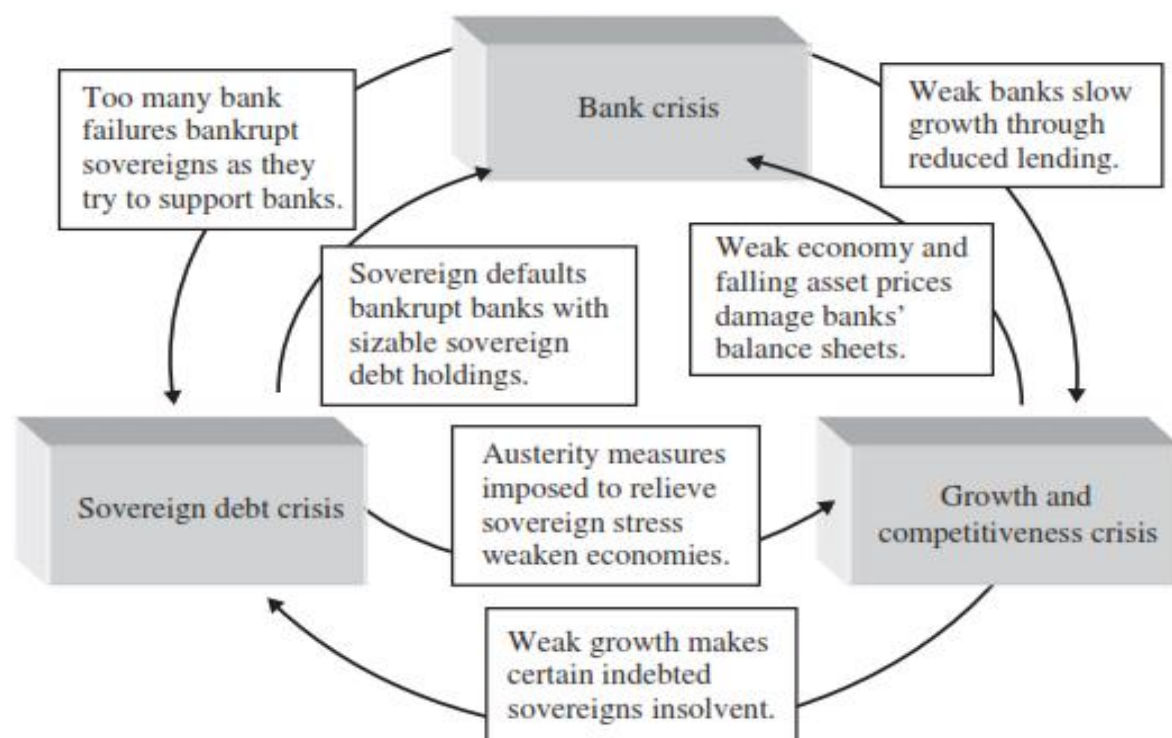 Bank crisis
Too many bank
failures bankrupt
sovereigns as they
try to support banks.
Weak banks slow
growth through
reduced lending.
Sovereign defaults
bankrupt banks with
sizable sovereign
debt holdings.
Weak economy and
falling asset prices
damage banks’
balance sheets.
Sovereign debt crisis
Austerity measures
imposed to relieve
sovereign stress
weaken economies.
Growth and
competitiveness crisis
Weak growth makes
certain indebted
sovereigns insolvent.